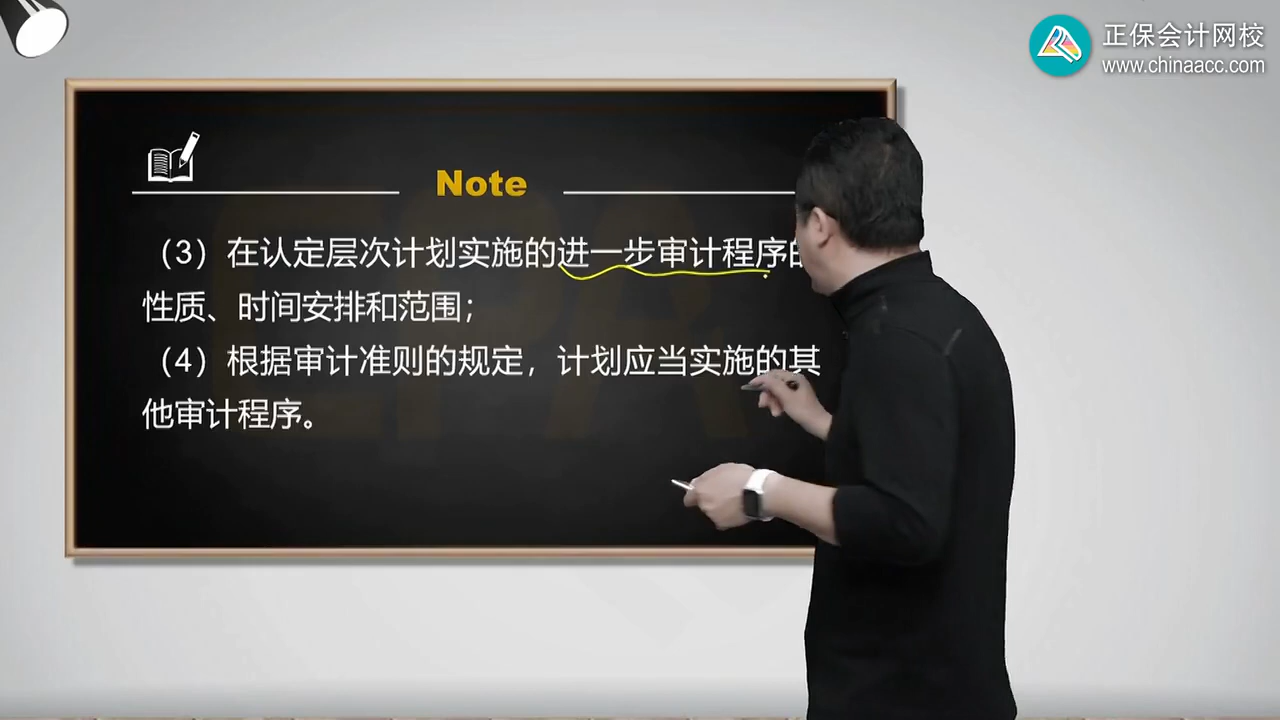 正保会计网校
www.chinaacc.com
Note
（3）在认定层次计划实施的进一步审计程序的
性质、时间安排和范围；
（4）根据审计准则的规定，计划应当实施的其
他审计程序。